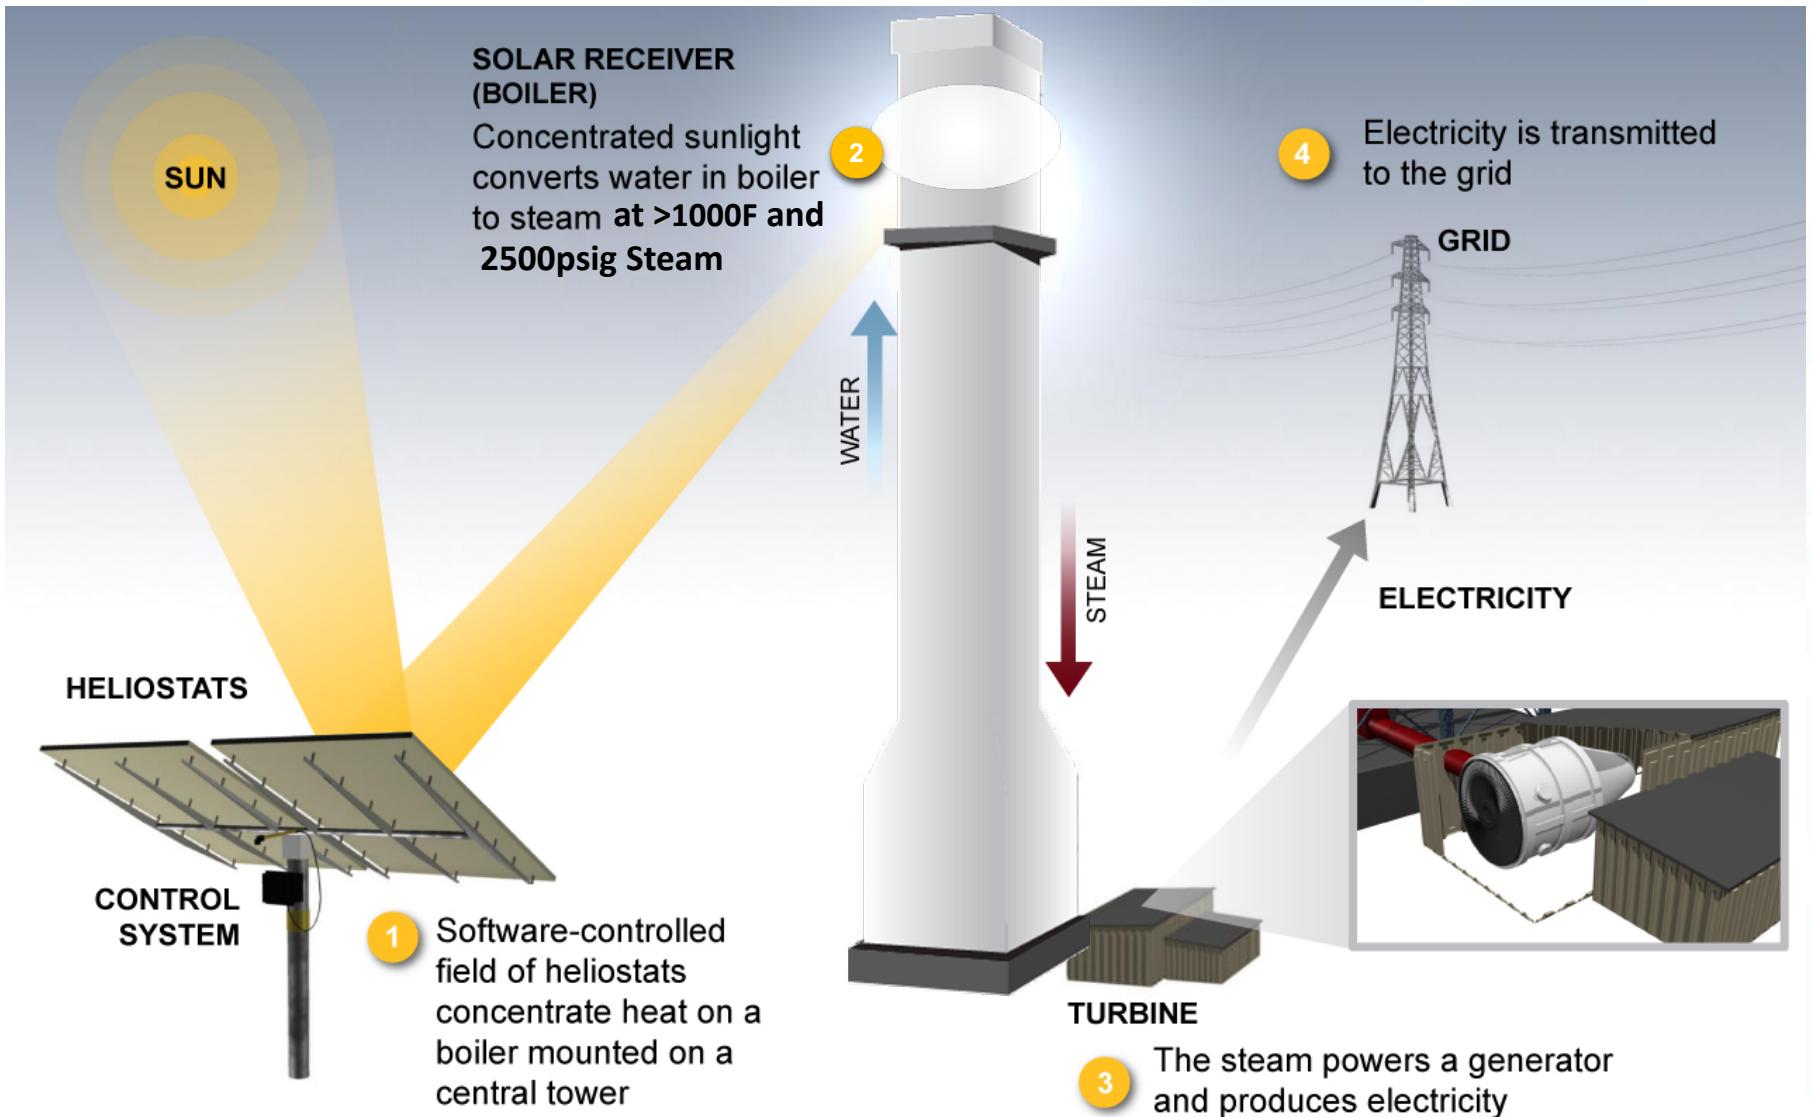 SUN
SOLAR RECEIVER
(BOILER)
Concentrated sunlight
converts water in boiler
to steam at >1000F and
2500psig Steam
2
4
Electricity is transmitted
to the grid
GRID
WATER
STEAM
ELECTRICITY
HELIOSTATS
CONTROL
SYSTEM
1
Software-controlled
field of heliostats
concentrate heat on a
boiler mounted on a
central tower
TURBINE
3
The steam powers a generator
and produces electricity